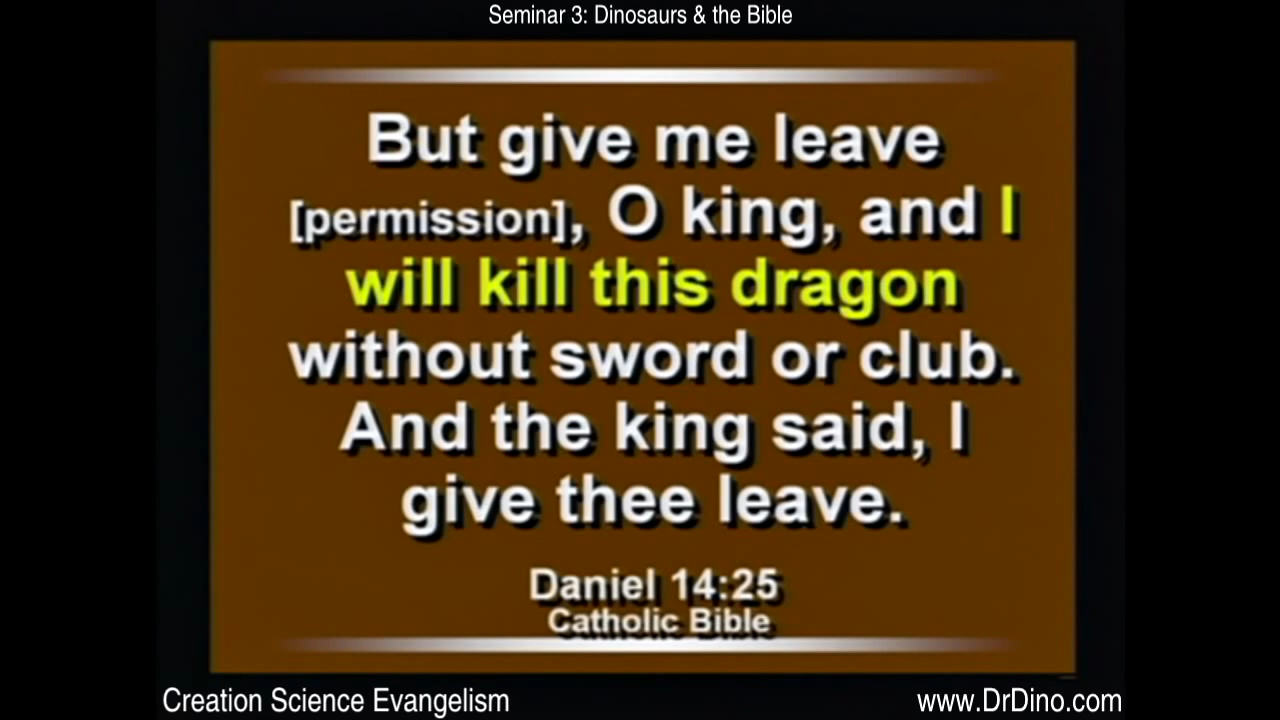 Seminar 3: Dinosaurs & the Bible
But give me leave
[permission], O king, and I
will kill this dragon
without sword or club.
And the king said, I
give thee leave.
Daniel 14:25
Catholic Bible
Creation Science Evangelism
www.DrDino.com